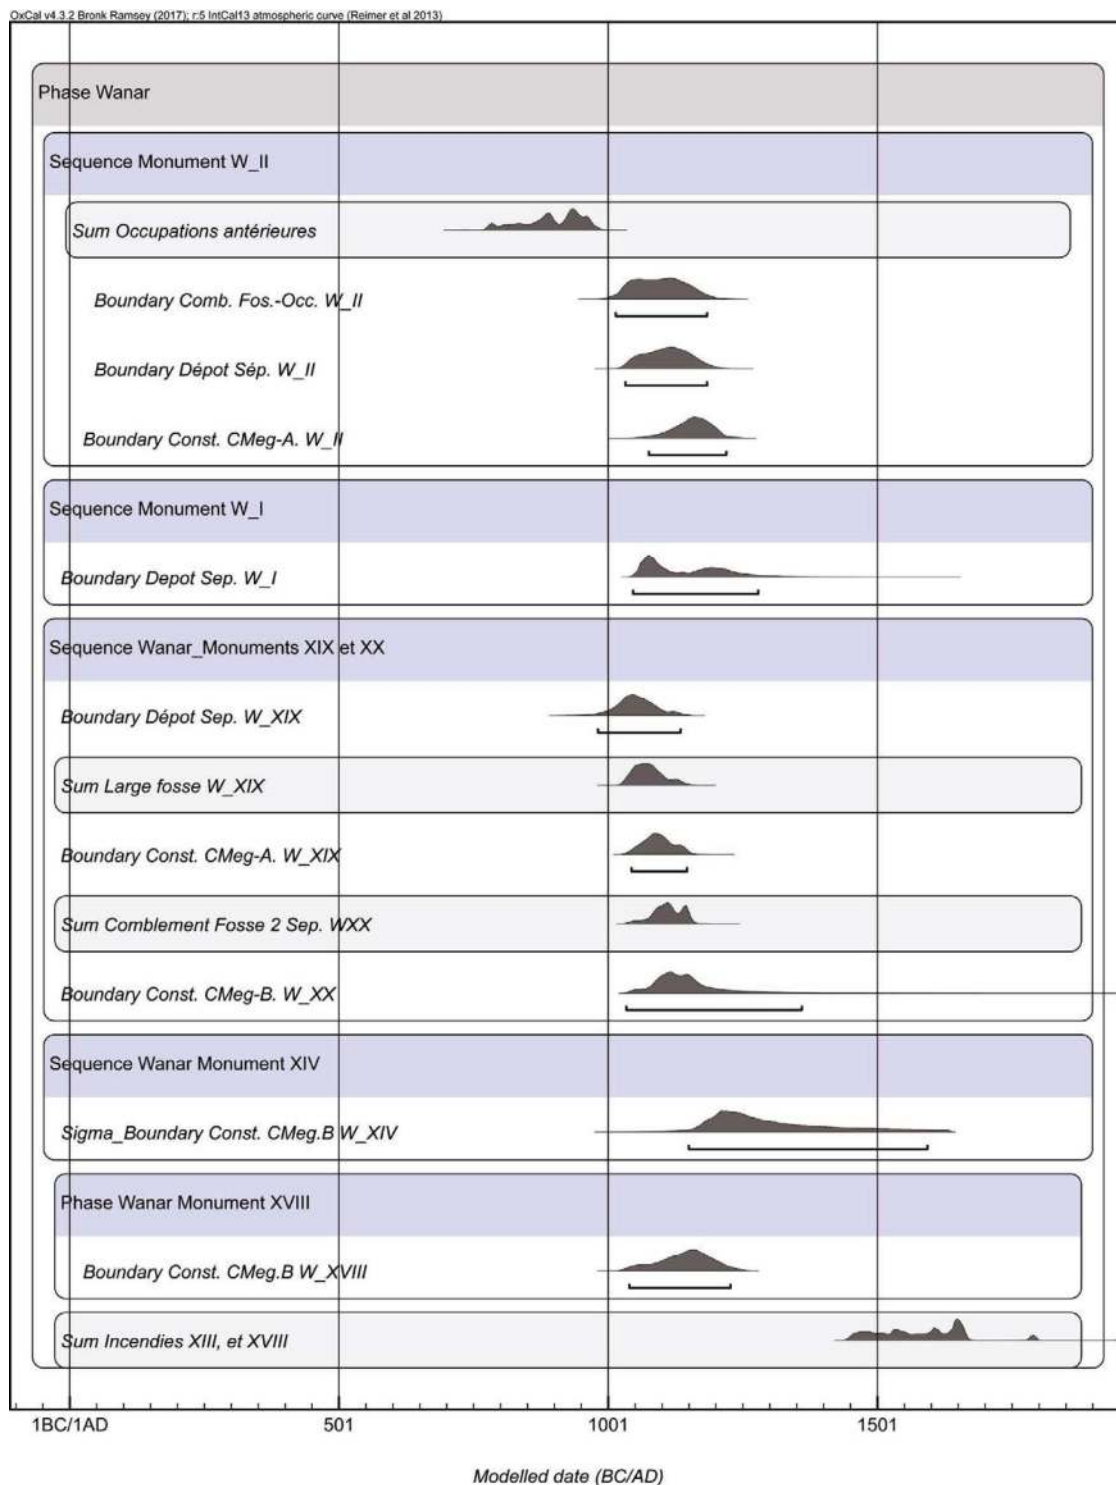 OxCal v4.3.2 Bronk Ramsey (2017); r:5 IntCal13 atmospheric curve (Reimer et al 2013)
Phase Wanar
Sequence Monument W_II
Sum Occupations antérieures
Boundary Comb. Fos.-Occ. W_II
Boundary Dépot Sép. W_II
Boundary Const. CMeg-A. W_II
Sequence Monument W_I
Boundary Depot Sep. W_I
Sequence Wanar_Monuments XIX et XX
Boundary Dépot Sep. W_XIX
Sum Large fosse W_XIX
Boundary Const. CMeg-A. W_XIX
Sum Comblement Fosse 2 Sep. WXX
Boundary Const. CMeg-B. W_XX
Sequence Wanar Monument XIV
Sigma_Boundary Const. CMeg.B W_XIV
Phase Wanar Monument XVIII
Boundary Const. CMeg.B W_XVIII
Sum Incendies XIII, et XVIII
1BC/1AD 501 1001 1501
Modelled date (BC/AD)